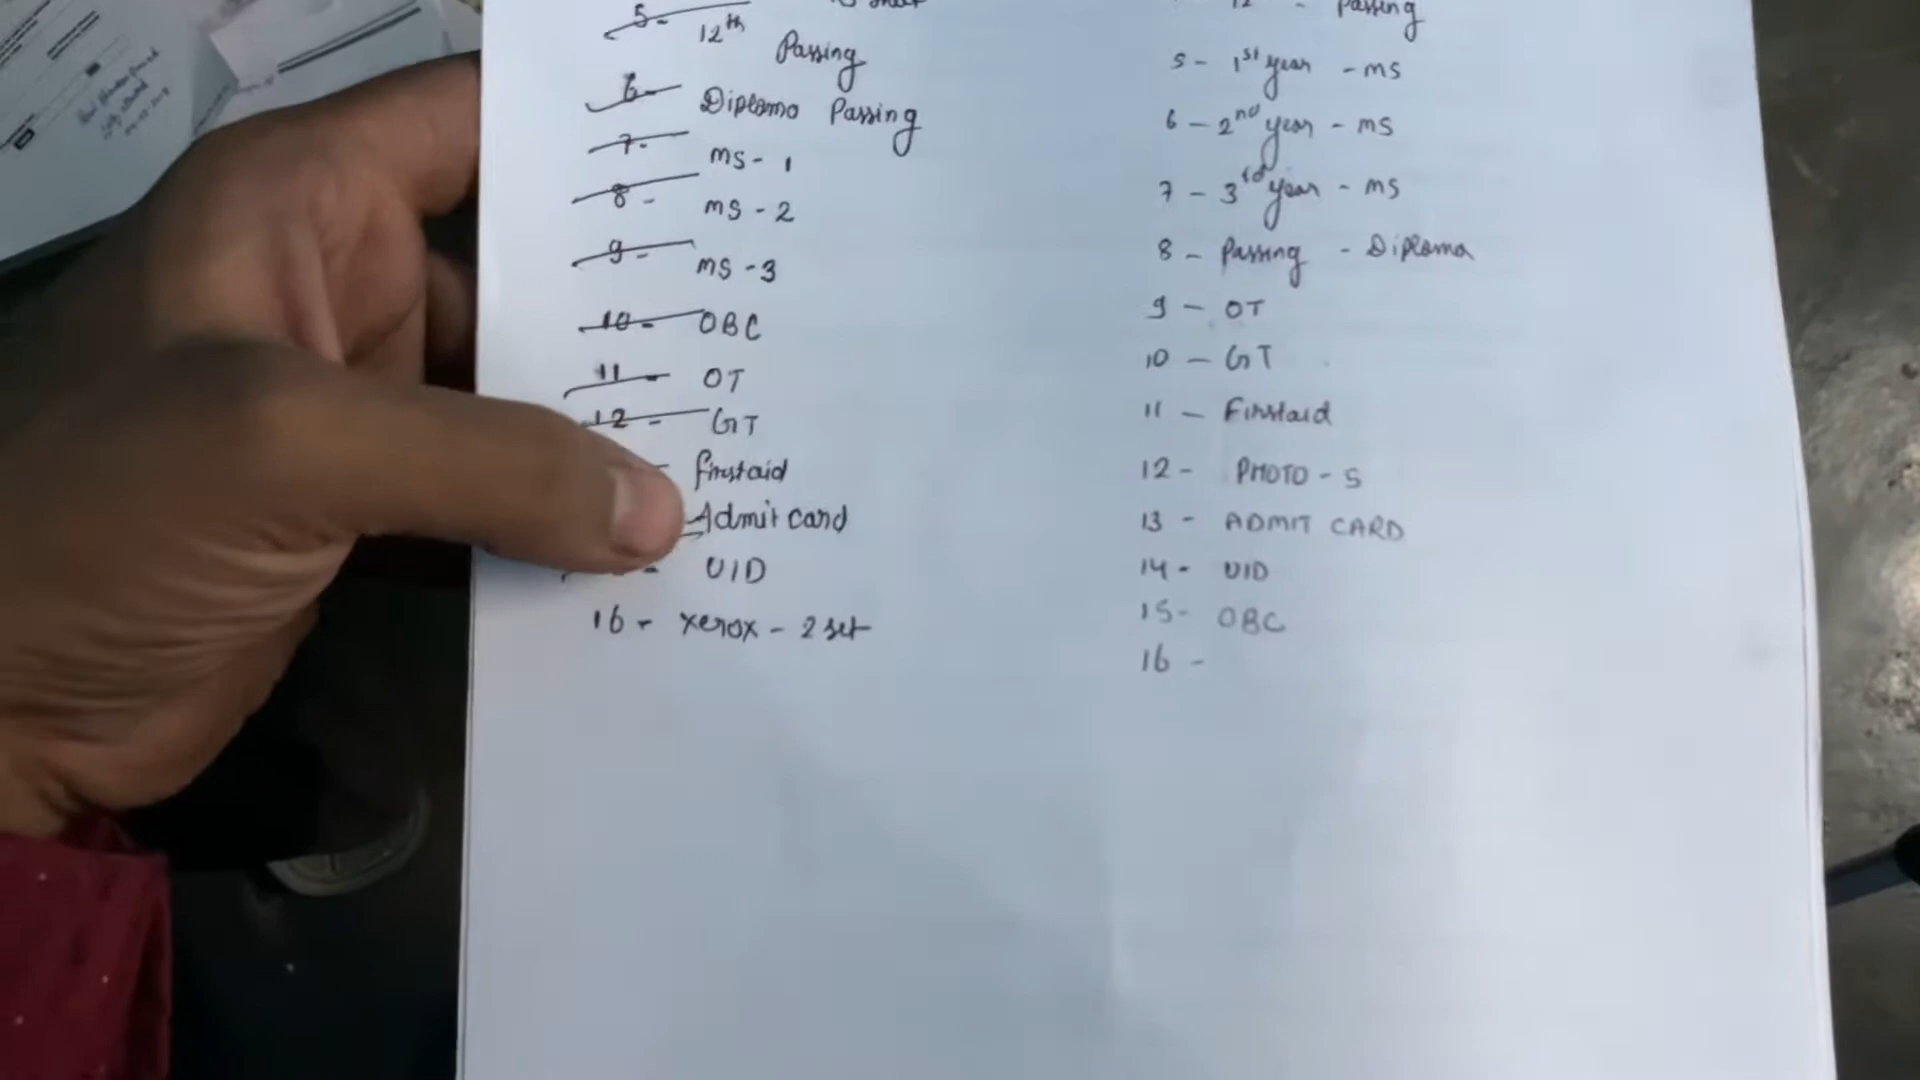 5- 12th Passing
6- Diplomo Passing
7- MS- 1
8- MS - 2
9- MS -3
10- OBC
11 - OT
12 - GT
firstaid
Admit card
UID
16 - xerox - 2 set
- Passing
5 - 1st year - MS
6 - 2nd year - MS
7 - 3rd year - MS
8 - Passing - Diploma
9 - OT
10 - GT
11 - Firstaid
12 - PHOTO - 5
13 - ADMIT CARD
14 - UID
15- OBC
16 -